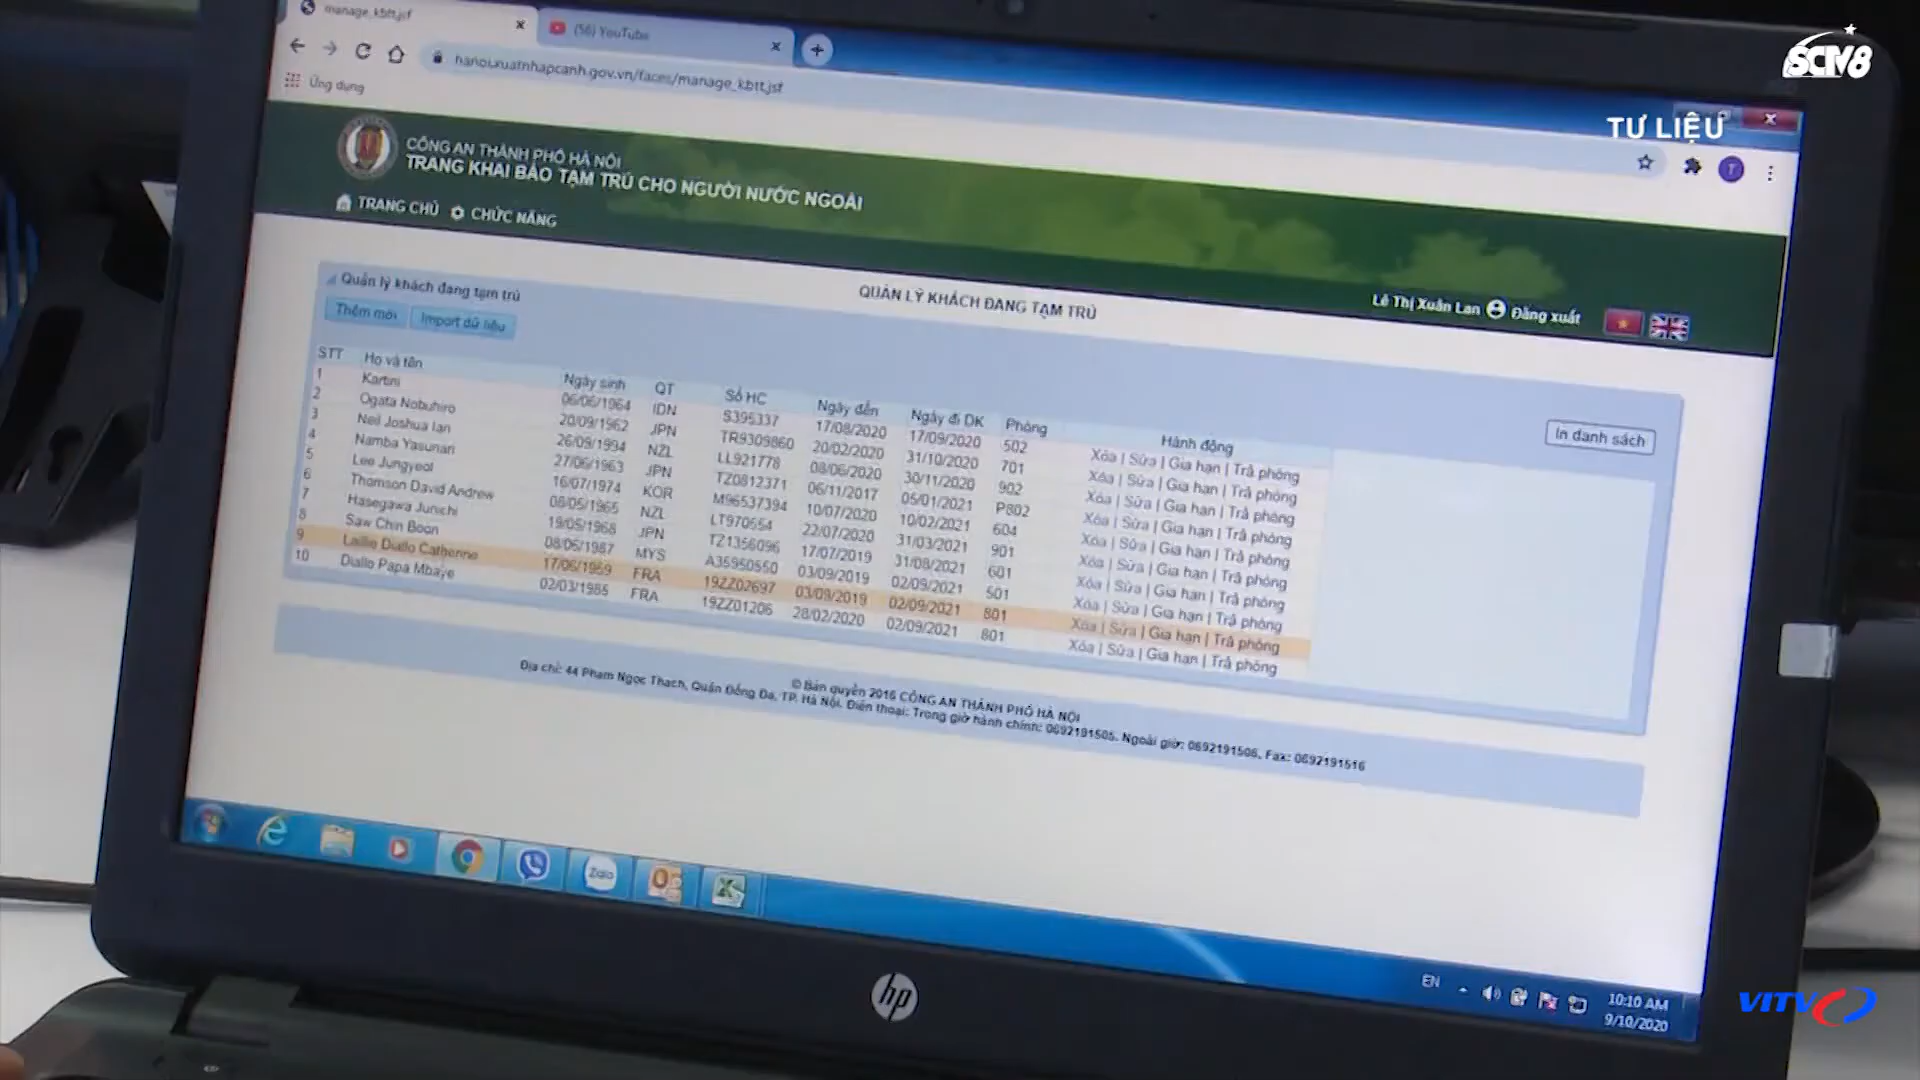 manage_kbtt.jsf
(56) YouTube
hanoi.xuatnhapcanh.gov.vn/faces/manage_kbtt.jsf
Ứng dụng
SCTV8
TƯ LIỆU
CÔNG AN THÀNH PHỐ HÀ NỘI
TRANG KHAI BÁO TẠM TRÚ CHO NGƯỜI NƯỚC NGOÀI
TRANG CHỦ CHỨC NĂNG
Lê Thị Xuân Lan Đăng xuất
Quản lý khách đang tạm trú
QUẢN LÝ KHÁCH ĐANG TẠM TRÚ
Thêm mới Import dữ liệu
In danh sách
STT Họ và tên Ngày sinh QT Số HC Ngày đến Ngày đi DK Phòng Hành động
1 Kartini 06/06/1964 IDN S395337 17/08/2020 17/09/2020 502 Xóa | Sửa | Gia hạn | Trả phòng
2 Ogata Nobuhiro 20/09/1962 JPN TR9309860 20/02/2020 31/10/2020 701 Xóa | Sửa | Gia hạn | Trả phòng
3 Neil Joshua Ian 26/09/1994 NZL LL921778 08/06/2020 30/11/2020 902 Xóa | Sửa | Gia hạn | Trả phòng
4 Namba Yasunari 27/06/1963 JPN TZ0812371 06/11/2017 05/01/2021 P802 Xóa | Sửa | Gia hạn | Trả phòng
5 Lee Jungyeol 16/07/1974 KOR M96537394 10/07/2020 10/02/2021 604 Xóa | Sửa | Gia hạn | Trả phòng
6 Thomson David Andrew 08/05/1965 NZL LT970554 22/07/2020 31/03/2021 901 Xóa | Sửa | Gia hạn | Trả phòng
7 Hasegawa Junichi 19/05/1968 JPN TZ1356096 17/07/2019 31/08/2021 601 Xóa | Sửa | Gia hạn | Trả phòng
8 Saw Chin Boon 08/06/1987 MYS A35950550 03/09/2019 02/09/2021 501 Xóa | Sửa | Gia hạn | Trả phòng
9 Laillie Diallo Catherine 17/06/1959 FRA 19ZZ02697 03/09/2019 02/09/2021 801 Xóa | Sửa | Gia hạn | Trả phòng
10 Diallo Papa Mbaye 02/03/1985 FRA 19ZZ01206 28/02/2020 02/09/2021 801 Xóa | Sửa | Gia hạn | Trả phòng
© Bản quyền 2016 CÔNG AN THÀNH PHỐ HÀ NỘI
Địa chỉ: 44 Phạm Ngọc Thạch, Quận Đống Đa, TP. Hà Nội. Điện thoại: Trong giờ hành chính: 0692191505. Ngoài giờ: 0692191506, Fax: 0692191516
Zalo
EN
10:10 AM
9/10/2020
hp
VITV